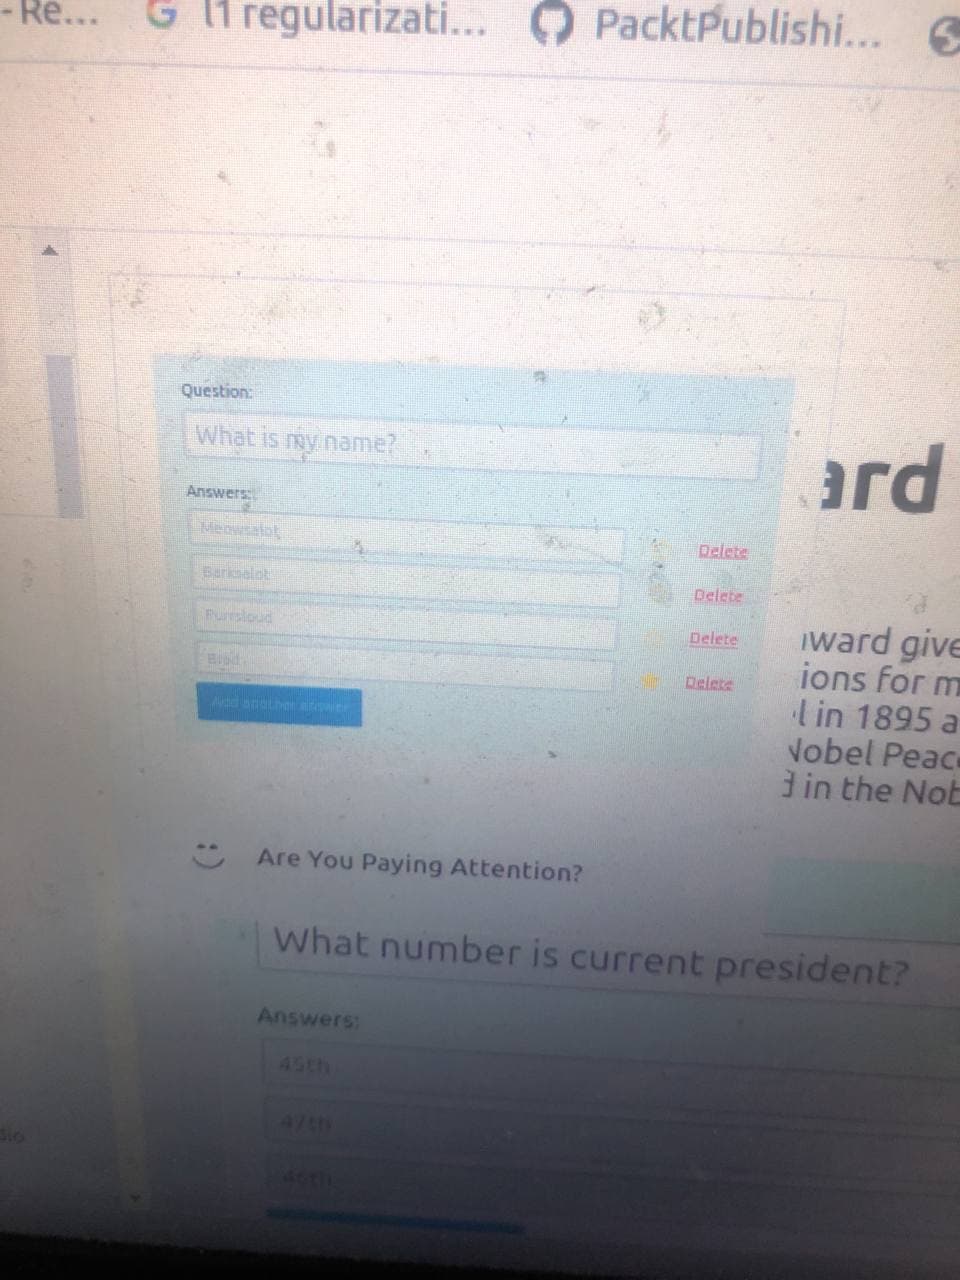 - Re...
l1 regularizati...
PacktPublishi...
Question:
What is my name?
Answers:
Meowsalot
Delete
Barksalot
Delete
Purrsloud
Delete
Brad
Delete
Add another answer
ard
ward give
ions for m
l in 1895 a
Nobel Peac
d in the Nob
Are You Paying Attention?
What number is current president?
Answers:
45th
47th
46th
dio